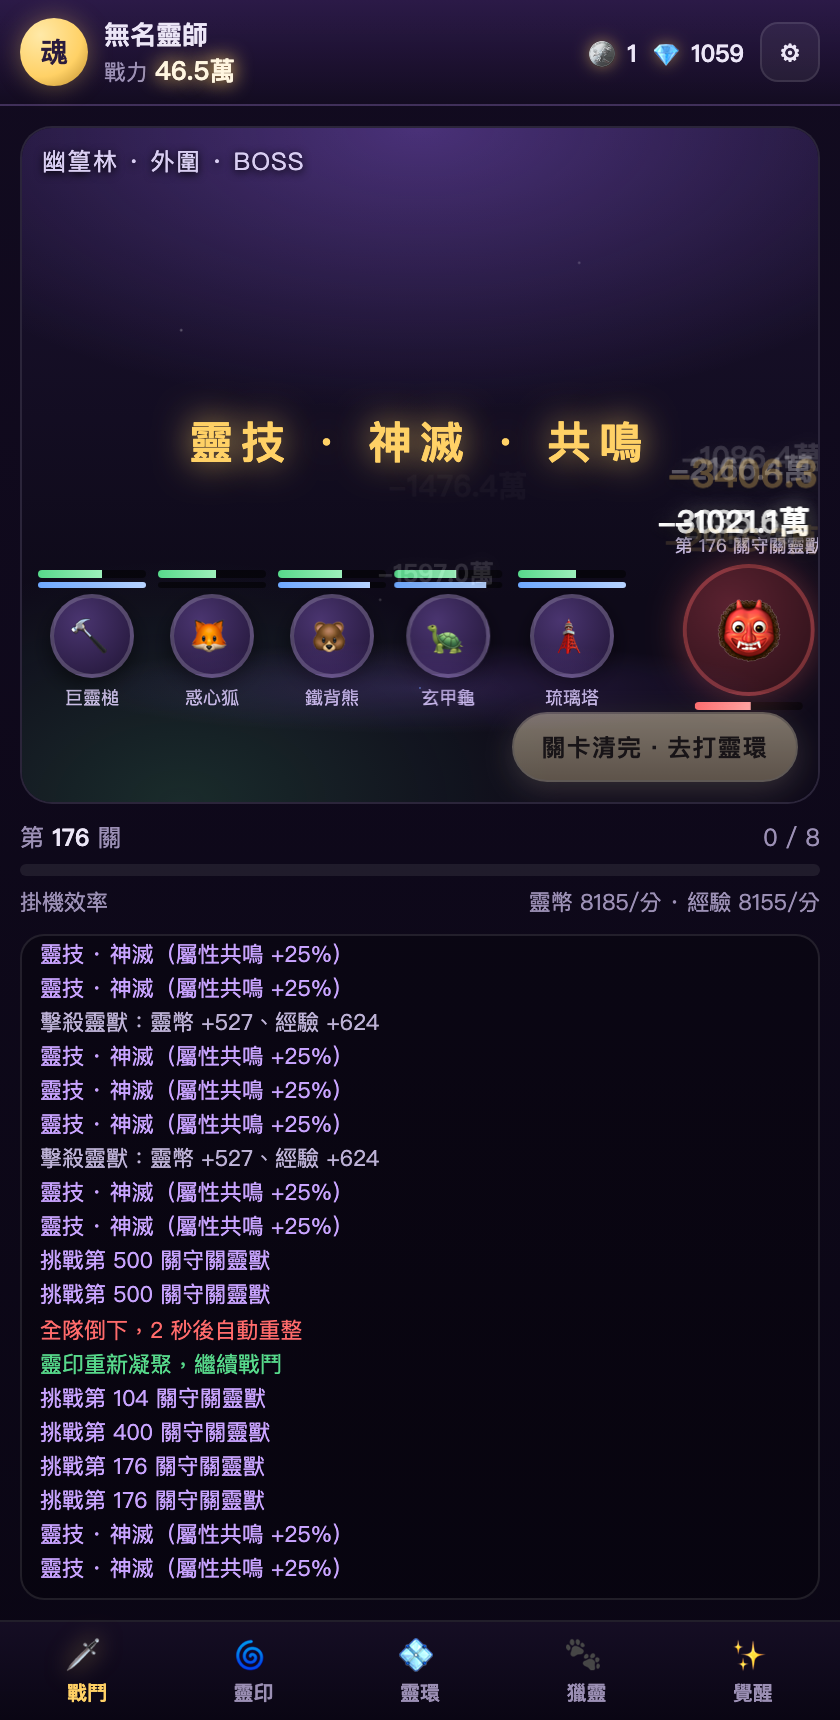 魂
無名靈師
戰力 46.5萬
1
1059
幽篁林 · 外圍 · BOSS
靈技 · 神滅 · 共鳴
–1476.4萬
–1597.0萬
第 176 關守關靈獸
巨靈槌
惑心狐
鐵背熊
玄甲龜
琉璃塔
關卡清完 · 去打靈環
第 176 關
0 / 8
掛機效率
靈幣 8185/分 · 經驗 8155/分
靈技 · 神滅（屬性共鳴 +25%）
靈技 · 神滅（屬性共鳴 +25%）
擊殺靈獸：靈幣 +527、經驗 +624
靈技 · 神滅（屬性共鳴 +25%）
靈技 · 神滅（屬性共鳴 +25%）
靈技 · 神滅（屬性共鳴 +25%）
擊殺靈獸：靈幣 +527、經驗 +624
靈技 · 神滅（屬性共鳴 +25%）
靈技 · 神滅（屬性共鳴 +25%）
挑戰第 500 關守關靈獸
挑戰第 500 關守關靈獸
全隊倒下，2 秒後自動重整
靈印重新凝聚，繼續戰鬥
挑戰第 104 關守關靈獸
挑戰第 400 關守關靈獸
挑戰第 176 關守關靈獸
挑戰第 176 關守關靈獸
靈技 · 神滅（屬性共鳴 +25%）
靈技 · 神滅（屬性共鳴 +25%）
戰鬥
靈印
靈環
獵靈
覺醒